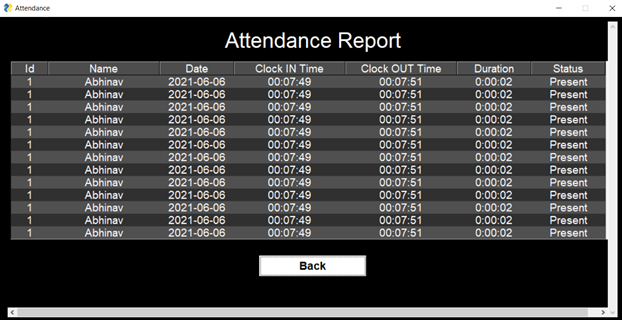 Attendance
Attendance Report
Id Name Date Clock IN Time Clock OUT Time Duration Status
1 Abhinav 2021-06-06 00:07:49 00:07:51 0:00:02 Present
1 Abhinav 2021-06-06 00:07:49 00:07:51 0:00:02 Present
1 Abhinav 2021-06-06 00:07:49 00:07:51 0:00:02 Present
1 Abhinav 2021-06-06 00:07:49 00:07:51 0:00:02 Present
1 Abhinav 2021-06-06 00:07:49 00:07:51 0:00:02 Present
1 Abhinav 2021-06-06 00:07:49 00:07:51 0:00:02 Present
1 Abhinav 2021-06-06 00:07:49 00:07:51 0:00:02 Present
1 Abhinav 2021-06-06 00:07:49 00:07:51 0:00:02 Present
1 Abhinav 2021-06-06 00:07:49 00:07:51 0:00:02 Present
1 Abhinav 2021-06-06 00:07:49 00:07:51 0:00:02 Present
1 Abhinav 2021-06-06 00:07:49 00:07:51 0:00:02 Present
1 Abhinav 2021-06-06 00:07:49 00:07:51 0:00:02 Present
1 Abhinav 2021-06-06 00:07:49 00:07:51 0:00:02 Present
Back